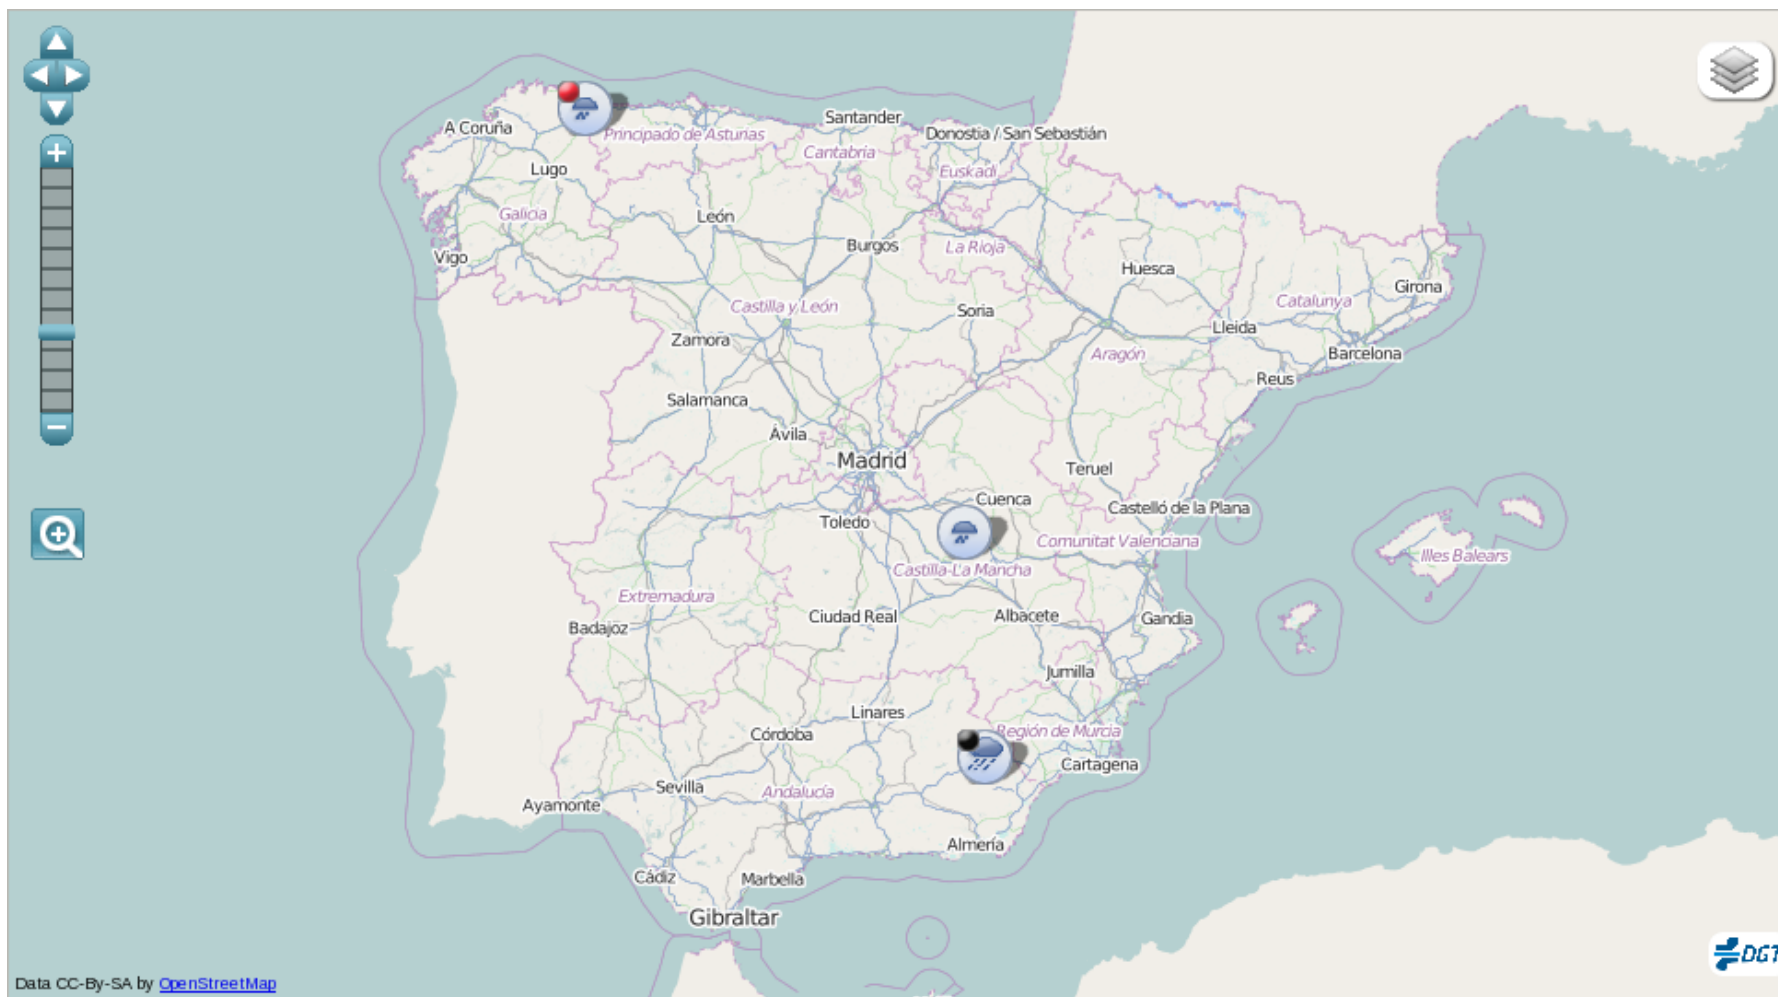 Santander
A Coruña
Donostia / San Sebastián
Principado de Asturias
Cantabria
Lugo
Euskadi
Galicia
León
Burgos
La Rioja
Vigo
Huesca
Girona
Catalunya
Castilla y León
Soria
Lleida
Zamora
Aragón
Barcelona
Reus
Salamanca
Ávila
Madrid
Teruel
Cuenca
Castelló de la Plana
Toledo
Comunitat Valenciana
Illes Balears
Castilla-La Mancha
Extremadura
Ciudad Real
Albacete
Gandia
Badajoz
Jumilla
Linares
Región de Murcia
Córdoba
Cartagena
Sevilla
Andalucía
Ayamonte
Almería
Cádiz
Marbella
Gibraltar
DGT
Data CC-By-SA by OpenStreetMap